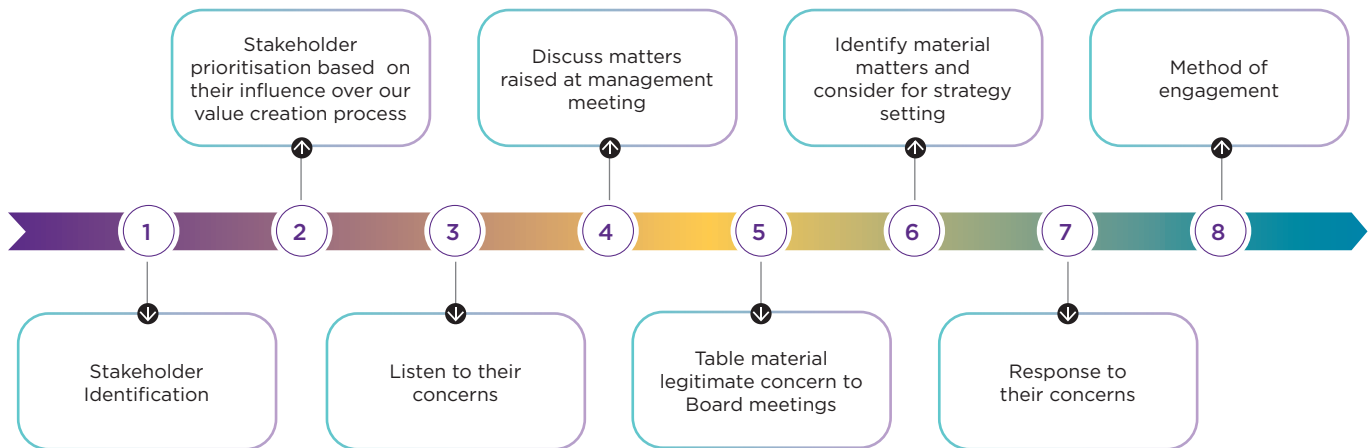 Stakeholder
prioritisation based on
their influence over our
value creation process
Discuss matters
raised at management
meeting
Identify material
matters and
consider for strategy
setting
Method of
engagement
1
2
3
4
5
6
7
8
Stakeholder
Identification
Listen to their
concerns
Table material
legitimate concern to
Board meetings
Response to
their concerns